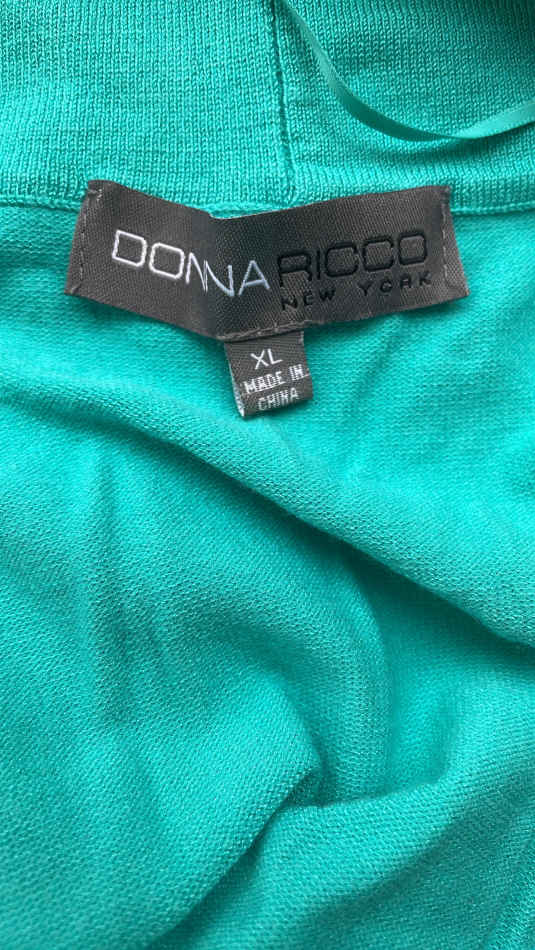 DONNA RICCO
NEW YORK
XL
MADE IN
CHINA